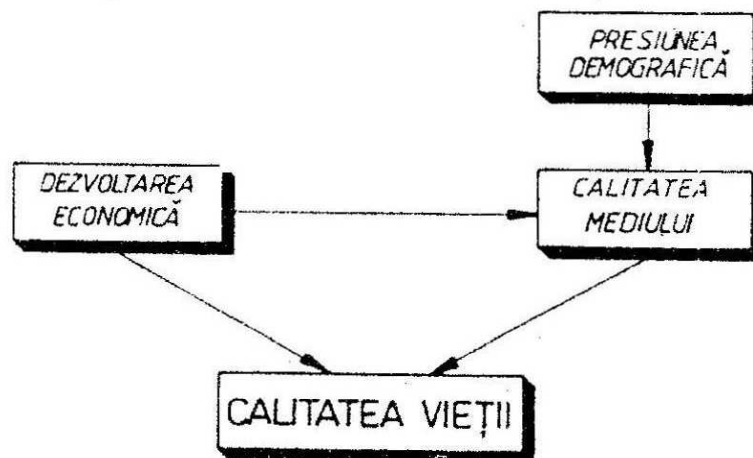 PRESIUNEA
DEMOGRAFICĂ
DEZVOLTAREA
ECONOMICĂ
CALITATEA
MEDIULUI
CALITATEA VIEȚII